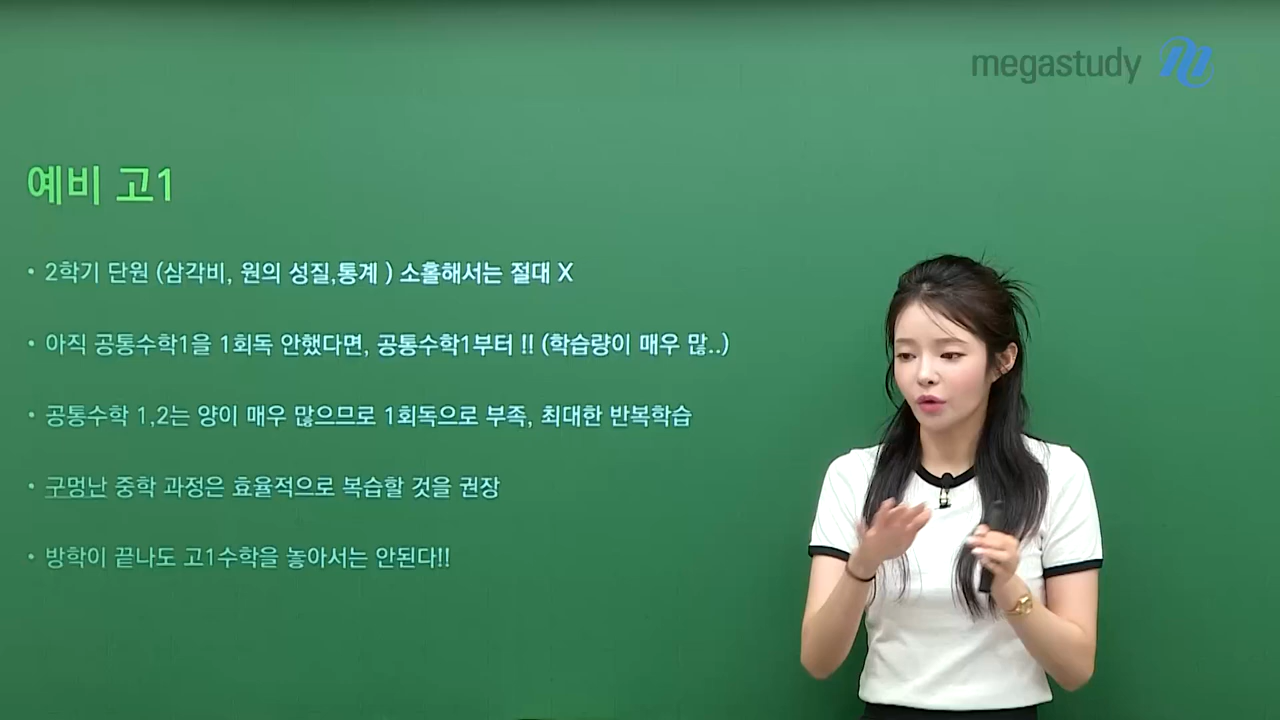 megastudy
예비 고1
• 2학기 단원 (삼각비, 원의 성질,통계 ) 소홀해서는 절대 X
• 아직 공통수학1을 1회독 안했다면, 공통수학1부터 !! (학습량이 매우 많..)
• 공통수학 1,2는 양이 매우 많으므로 1회독으로 부족, 최대한 반복학습
• 구멍난 중학 과정은 효율적으로 복습할 것을 권장
• 방학이 끝나도 고1수학을 놓아서는 안된다!!